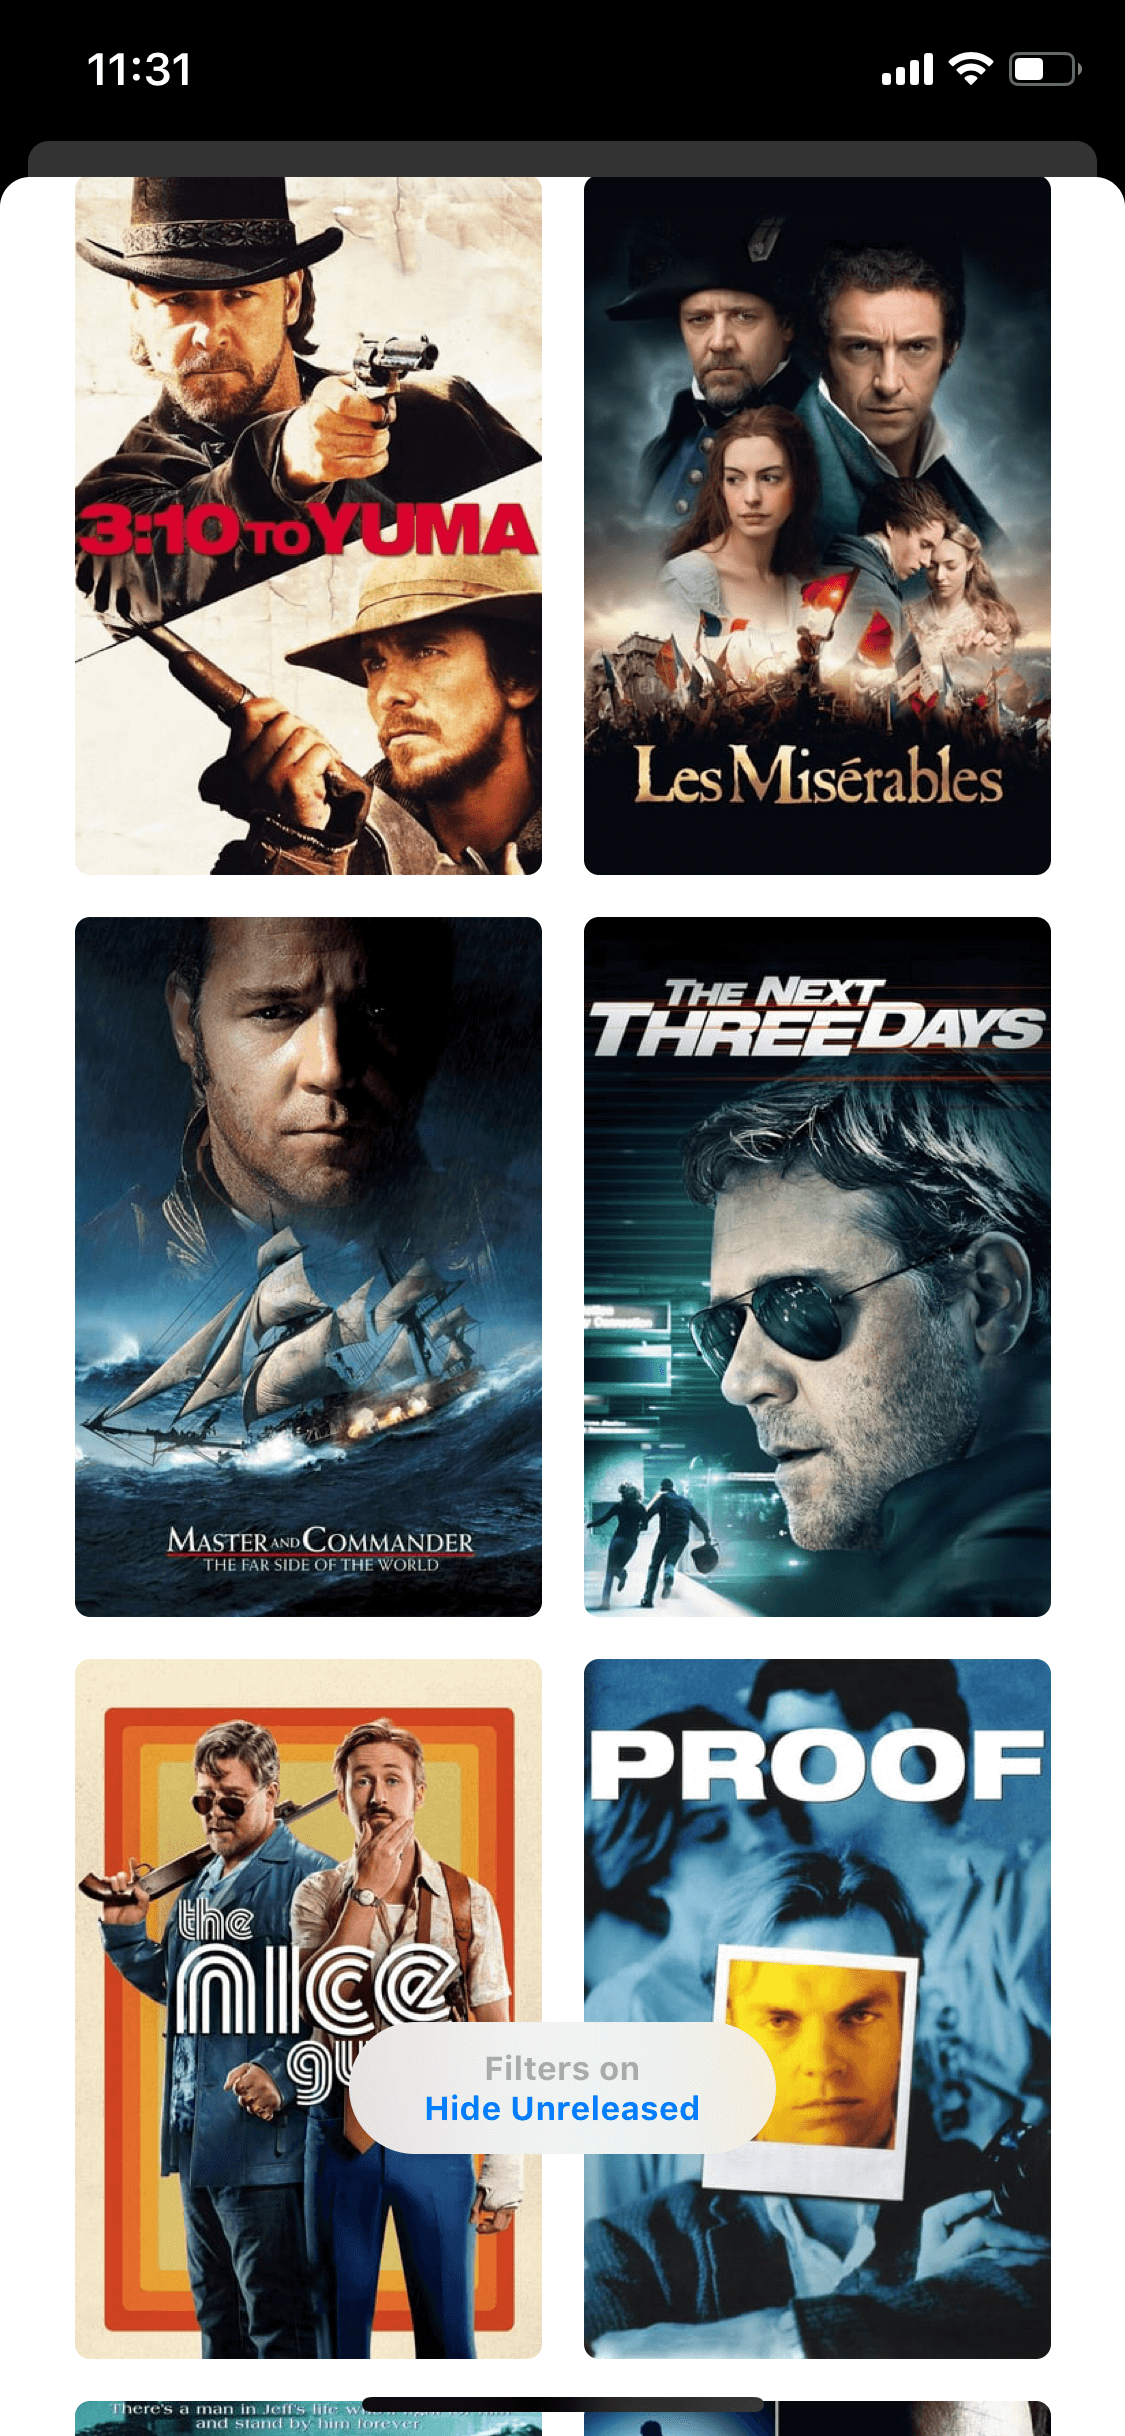 11:31
3:10 TO YUMA
Les Misérables
MASTER AND COMMANDER
THE FAR SIDE OF THE WORLD
THE NEXT
THREE DAYS
the
nice
gu
PROOF
Filters on
Hide Unreleased
There's a man in Jeff's life
and stand by him forever.